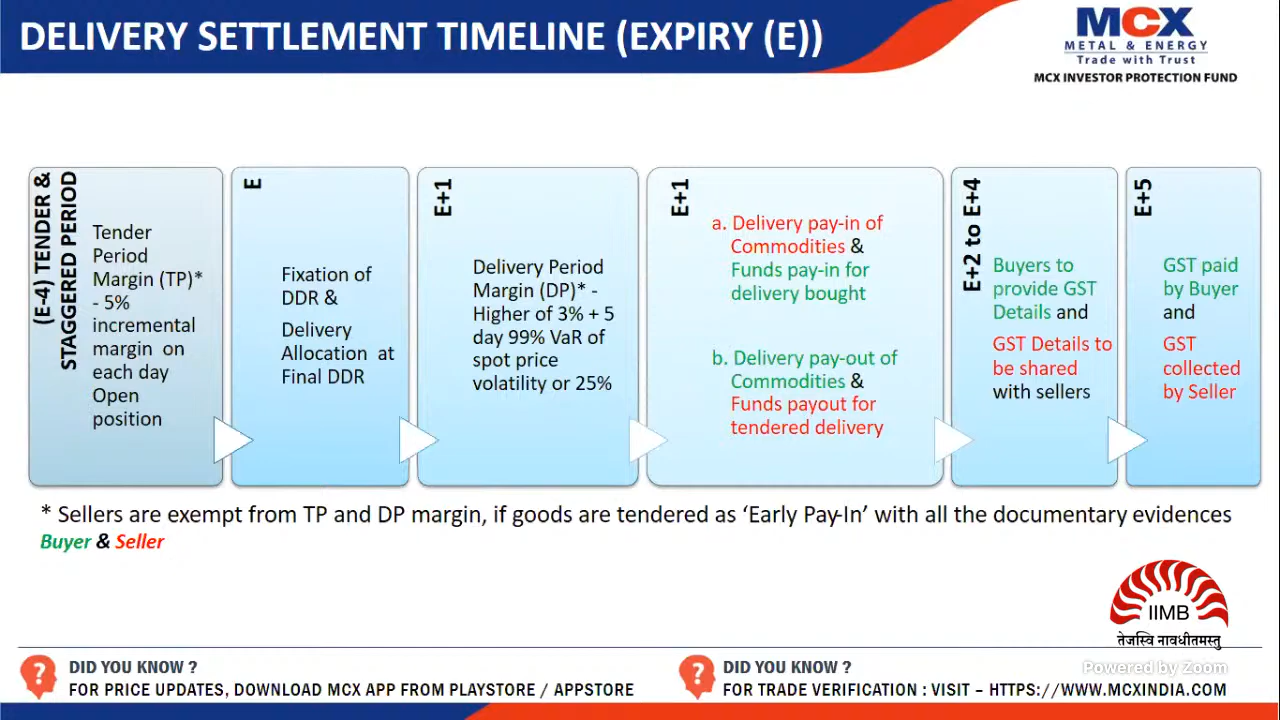 DELIVERY SETTLEMENT TIMELINE (EXPIRY (E))
MCX
METAL & ENERGY
Trade with Trust
MCX INVESTOR PROTECTION FUND
(E-4) TENDER &
STAGGERED PERIOD
Tender
Period
Margin (TP)*
- 5%
incremental
margin on
each day
Open
position
E
Fixation of
DDR &
Delivery
Allocation at
Final DDR
E+1
Delivery Period
Margin (DP)* -
Higher of 3% + 5
day 99% VaR of
spot price
volatility or 25%
E+1
a. Delivery pay-in of
Commodities &
Funds pay-in for
delivery bought
b. Delivery pay-out of
Commodities &
Funds payout for
tendered delivery
E+2 to E+4
Buyers to
provide GST
Details and
GST Details to
be shared
with sellers
E+5
GST paid
by Buyer
and
GST
collected
by Seller
* Sellers are exempt from TP and DP margin, if goods are tendered as ‘Early Pay-In’ with all the documentary evidences
Buyer & Seller
IIMB
तेजस्वि नावधीतमस्तु
Powered by Zoom
DID YOU KNOW ?
FOR PRICE UPDATES, DOWNLOAD MCX APP FROM PLAYSTORE / APPSTORE
DID YOU KNOW ?
FOR TRADE VERIFICATION : VISIT – HTTPS://WWW.MCXINDIA.COM